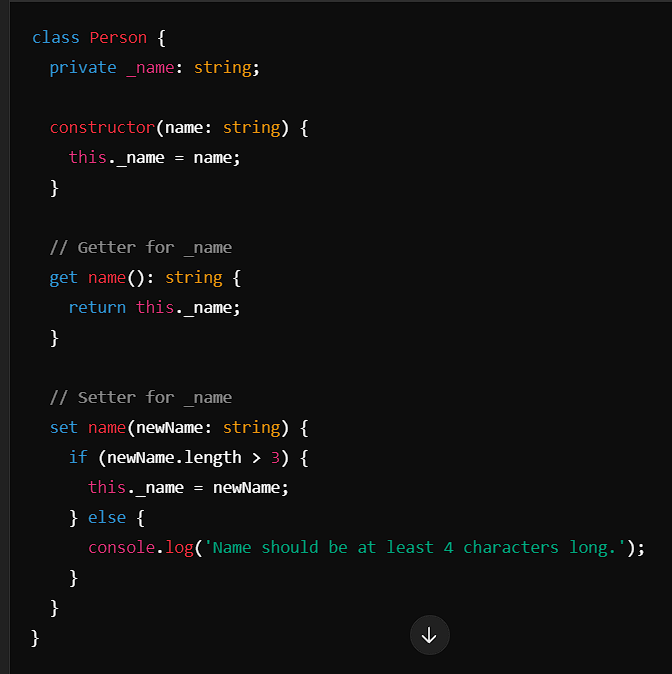 class Person {
  private _name: string;

  constructor(name: string) {
    this._name = name;
  }

  // Getter for _name
  get name(): string {
    return this._name;
  }

  // Setter for _name
  set name(newName: string) {
    if (newName.length > 3) {
      this._name = newName;
    } else {
      console.log('Name should be at least 4 characters long.');
    }
  }
}